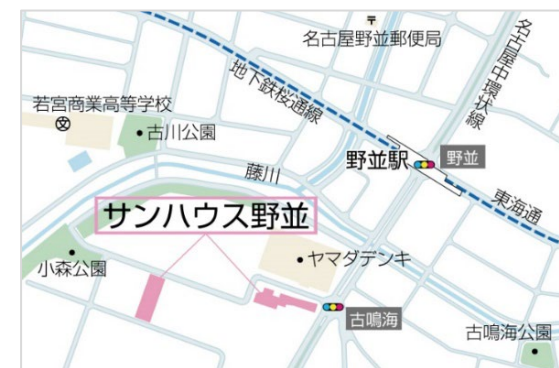 名古屋野並郵便局
地下鉄桜通線
名古屋中環状線
若宮商業高等学校
文
古川公園
野並駅
野並
藤川
東海通
サンハウス野並
小森公園
ヤマダデンキ
古鳴海
古鳴海公園